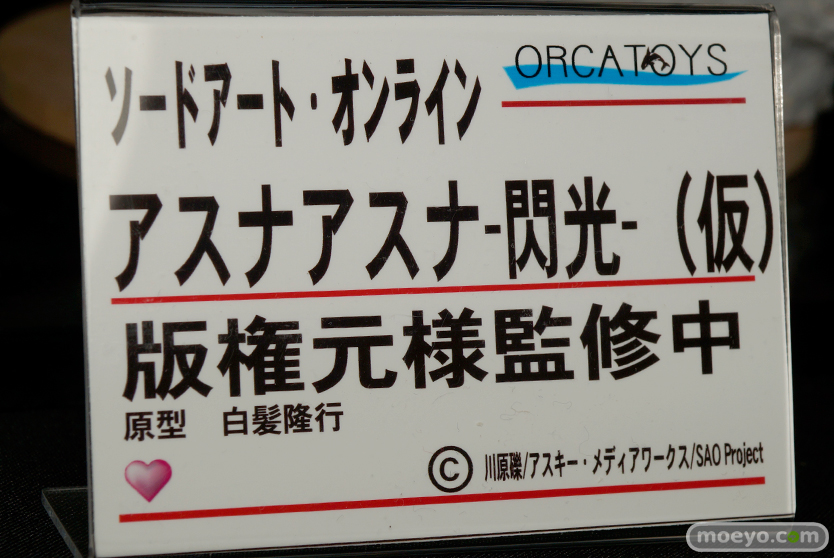 ORCATOYS
ソードアート・オンライン
アスナアスナ-閃光-（仮）
版権元様監修中
原型　白髪隆行
© 川原礫/アスキー・メディアワークス/SAO Project
moeyo.com